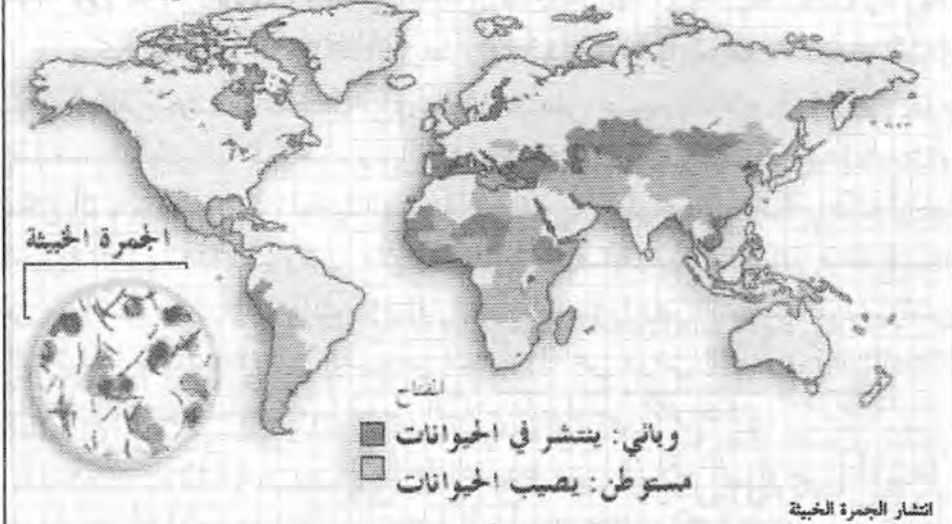 الجمرة الخبيثة
المفتاح
وبائي: ينتشر في الحيوانات
مستوطن: يصيب الحيوانات
انتشار الجمرة الخبيثة